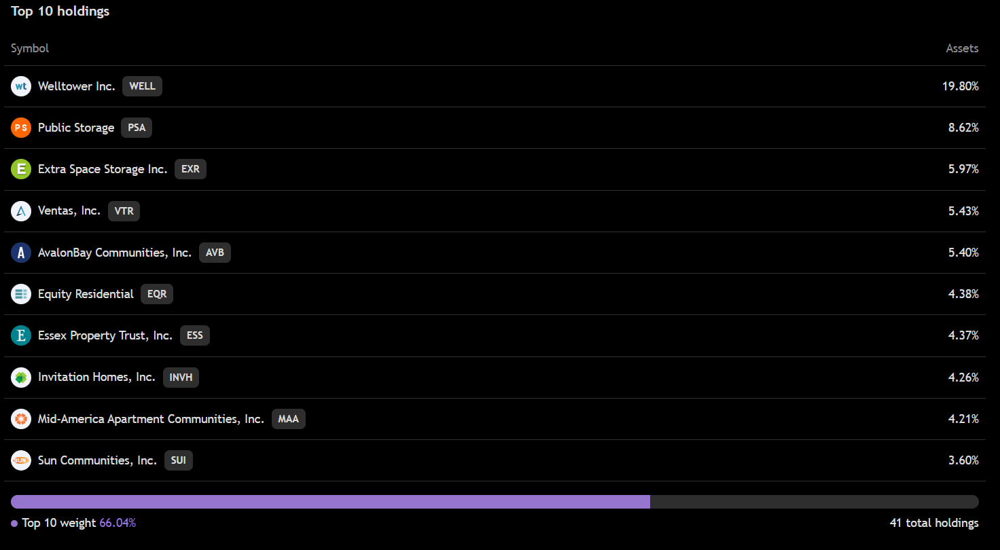 Top 10 holdings
Symbol Assets
wt Welltower Inc. WELL 19.80%
PS Public Storage PSA 8.62%
E Extra Space Storage Inc. EXR 5.97%
Ventas, Inc. VTR 5.43%
A AvalonBay Communities, Inc. AVB 5.40%
Equity Residential EQR 4.38%
E Essex Property Trust, Inc. ESS 4.37%
Invitation Homes, Inc. INVH 4.26%
Mid-America Apartment Communities, Inc. MAA 4.21%
SUN Sun Communities, Inc. SUI 3.60%
Top 10 weight 66.04% 41 total holdings